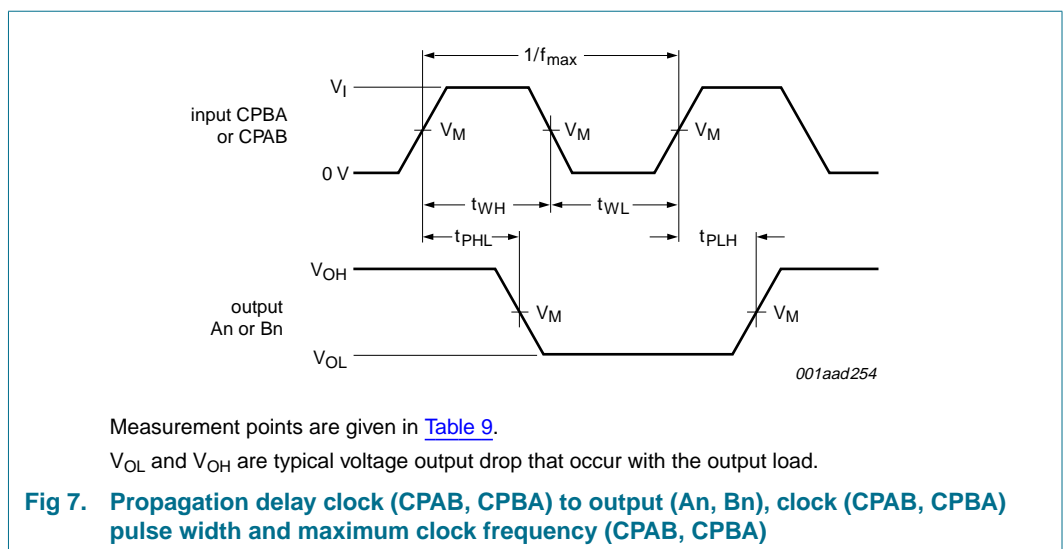 1/fmax
VI
input CPBA
or CPAB
VM
VM
VM
0 V
tWH
tWL
tPHL
tPLH
VOH
output
An or Bn
VM
VM
VOL
001aad254
Measurement points are given in Table 9.
VOL and VOH are typical voltage output drop that occur with the output load.
Fig 7. Propagation delay clock (CPAB, CPBA) to output (An, Bn), clock (CPAB, CPBA)
pulse width and maximum clock frequency (CPAB, CPBA)